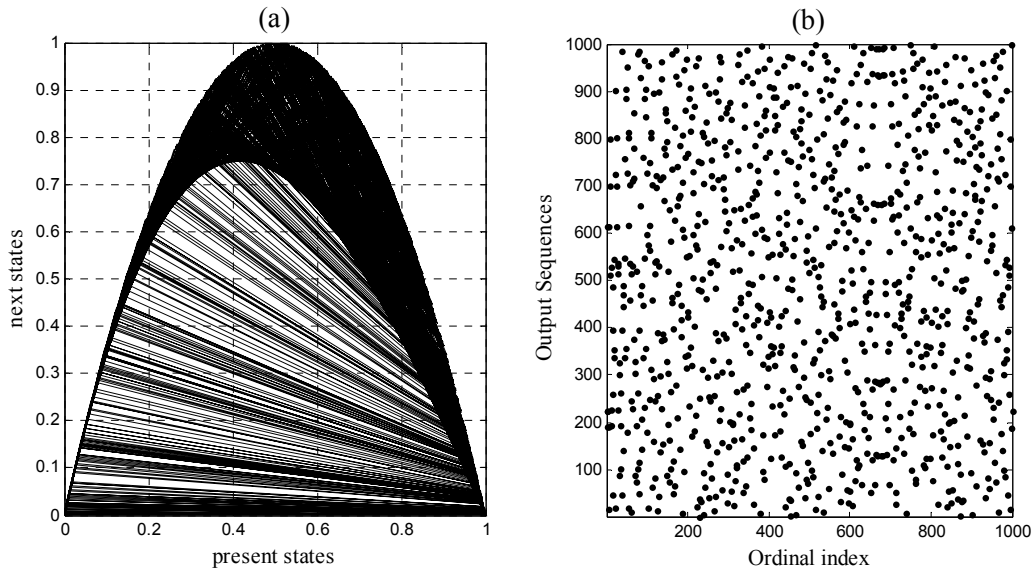 (a)
1
0.9
0.8
0.7
0.6
0.5
0.4
0.3
0.2
0.1
0
0 0.2 0.4 0.6 0.8 1
next states
present states
(b)
1000
900
800
700
600
500
400
300
200
100
200 400 600 800 1000
Output Sequences
Ordinal index